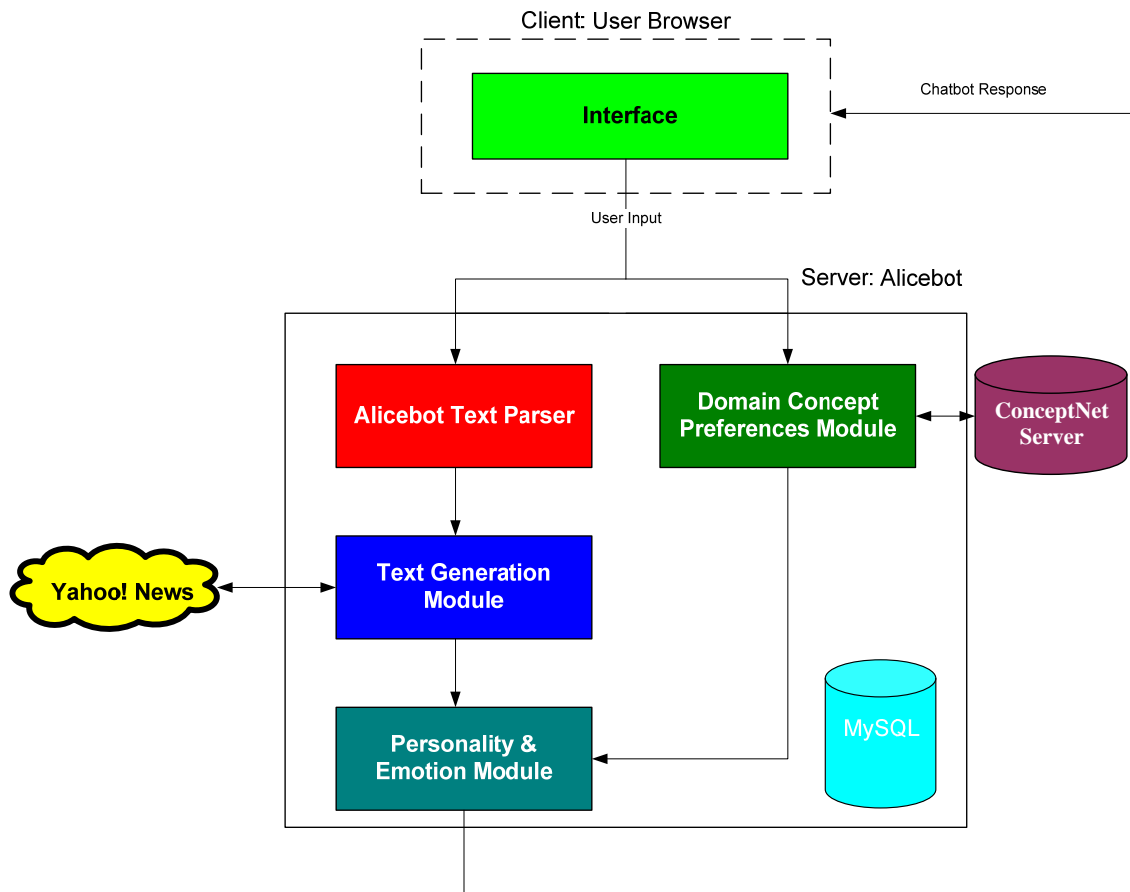 Client: User Browser
Interface
Chatbot Response
User Input
Server: Alicebot
Alicebot Text Parser
Domain Concept
Preferences Module
ConceptNet
Server
Yahoo! News
Text Generation
Module
Personality &
Emotion Module
MySQL